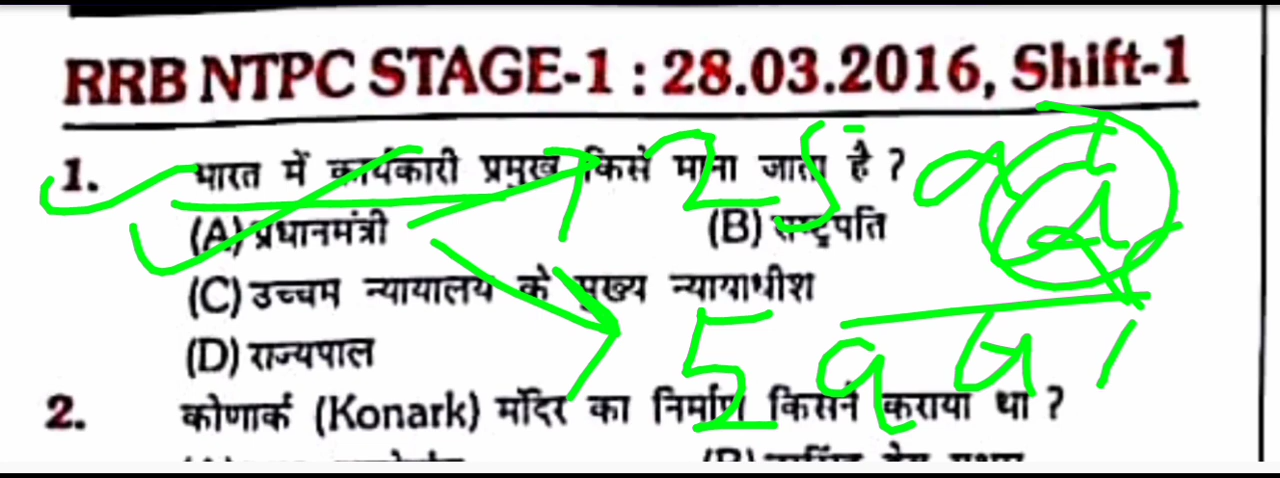 RRB NTPC STAGE-1 : 28.03.2016, Shift-1
1. भारत में कार्यकारी प्रमुख किसे माना जाता है ?
(A) प्रधानमंत्री (B) राष्ट्रपति
(C) उच्चम न्यायालय के मुख्य न्यायाधीश
(D) राज्यपाल
2. कोणार्क (Konark) मंदिर का निर्माण किसने कराया था ?